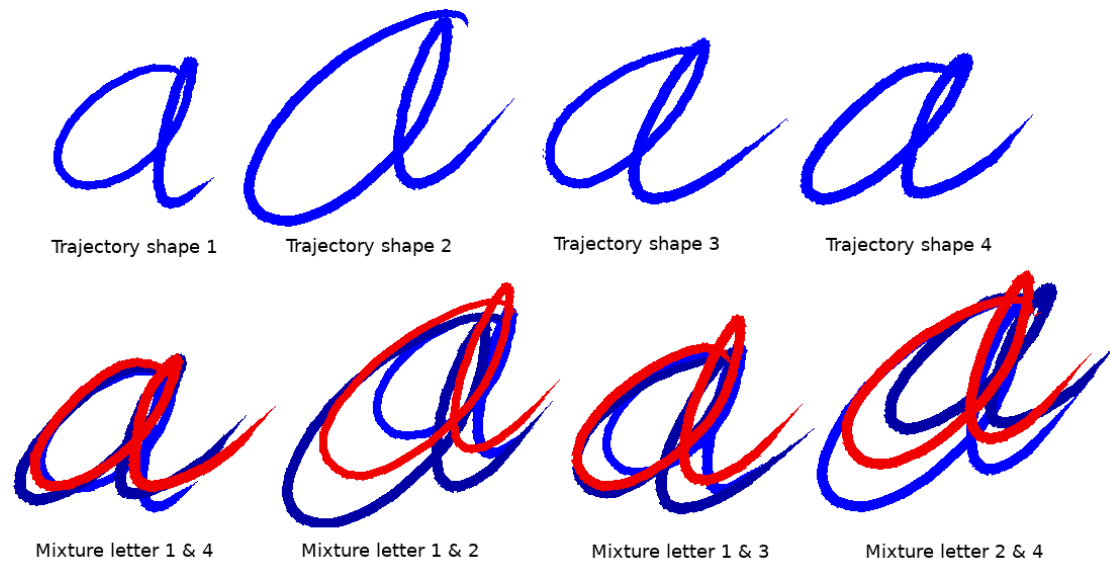 a a a a
Trajectory shape 1 Trajectory shape 2 Trajectory shape 3 Trajectory shape 4
a a a a
Mixture letter 1 & 4 Mixture letter 1 & 2 Mixture letter 1 & 3 Mixture letter 2 & 4